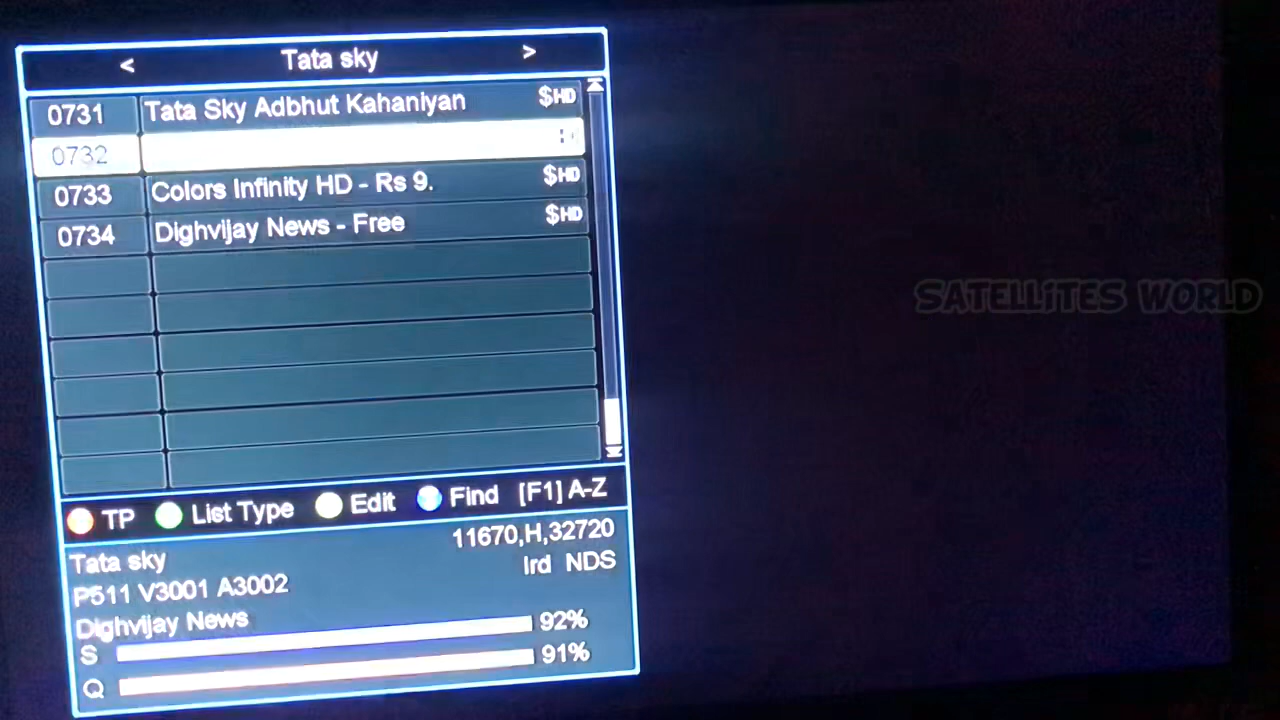 < Tata sky >
0731 Tata Sky Adbhut Kahaniyan $HD
0732
0733 Colors Infinity HD - Rs 9. $HD
0734 Dighvijay News - Free $HD
SATELLiTES WORLD
TP List Type Edit Find [F1] A-Z
Tata sky 11670,H,32720
P511 V3001 A3002 Ird NDS
Dighvijay News
S 92%
Q 91%